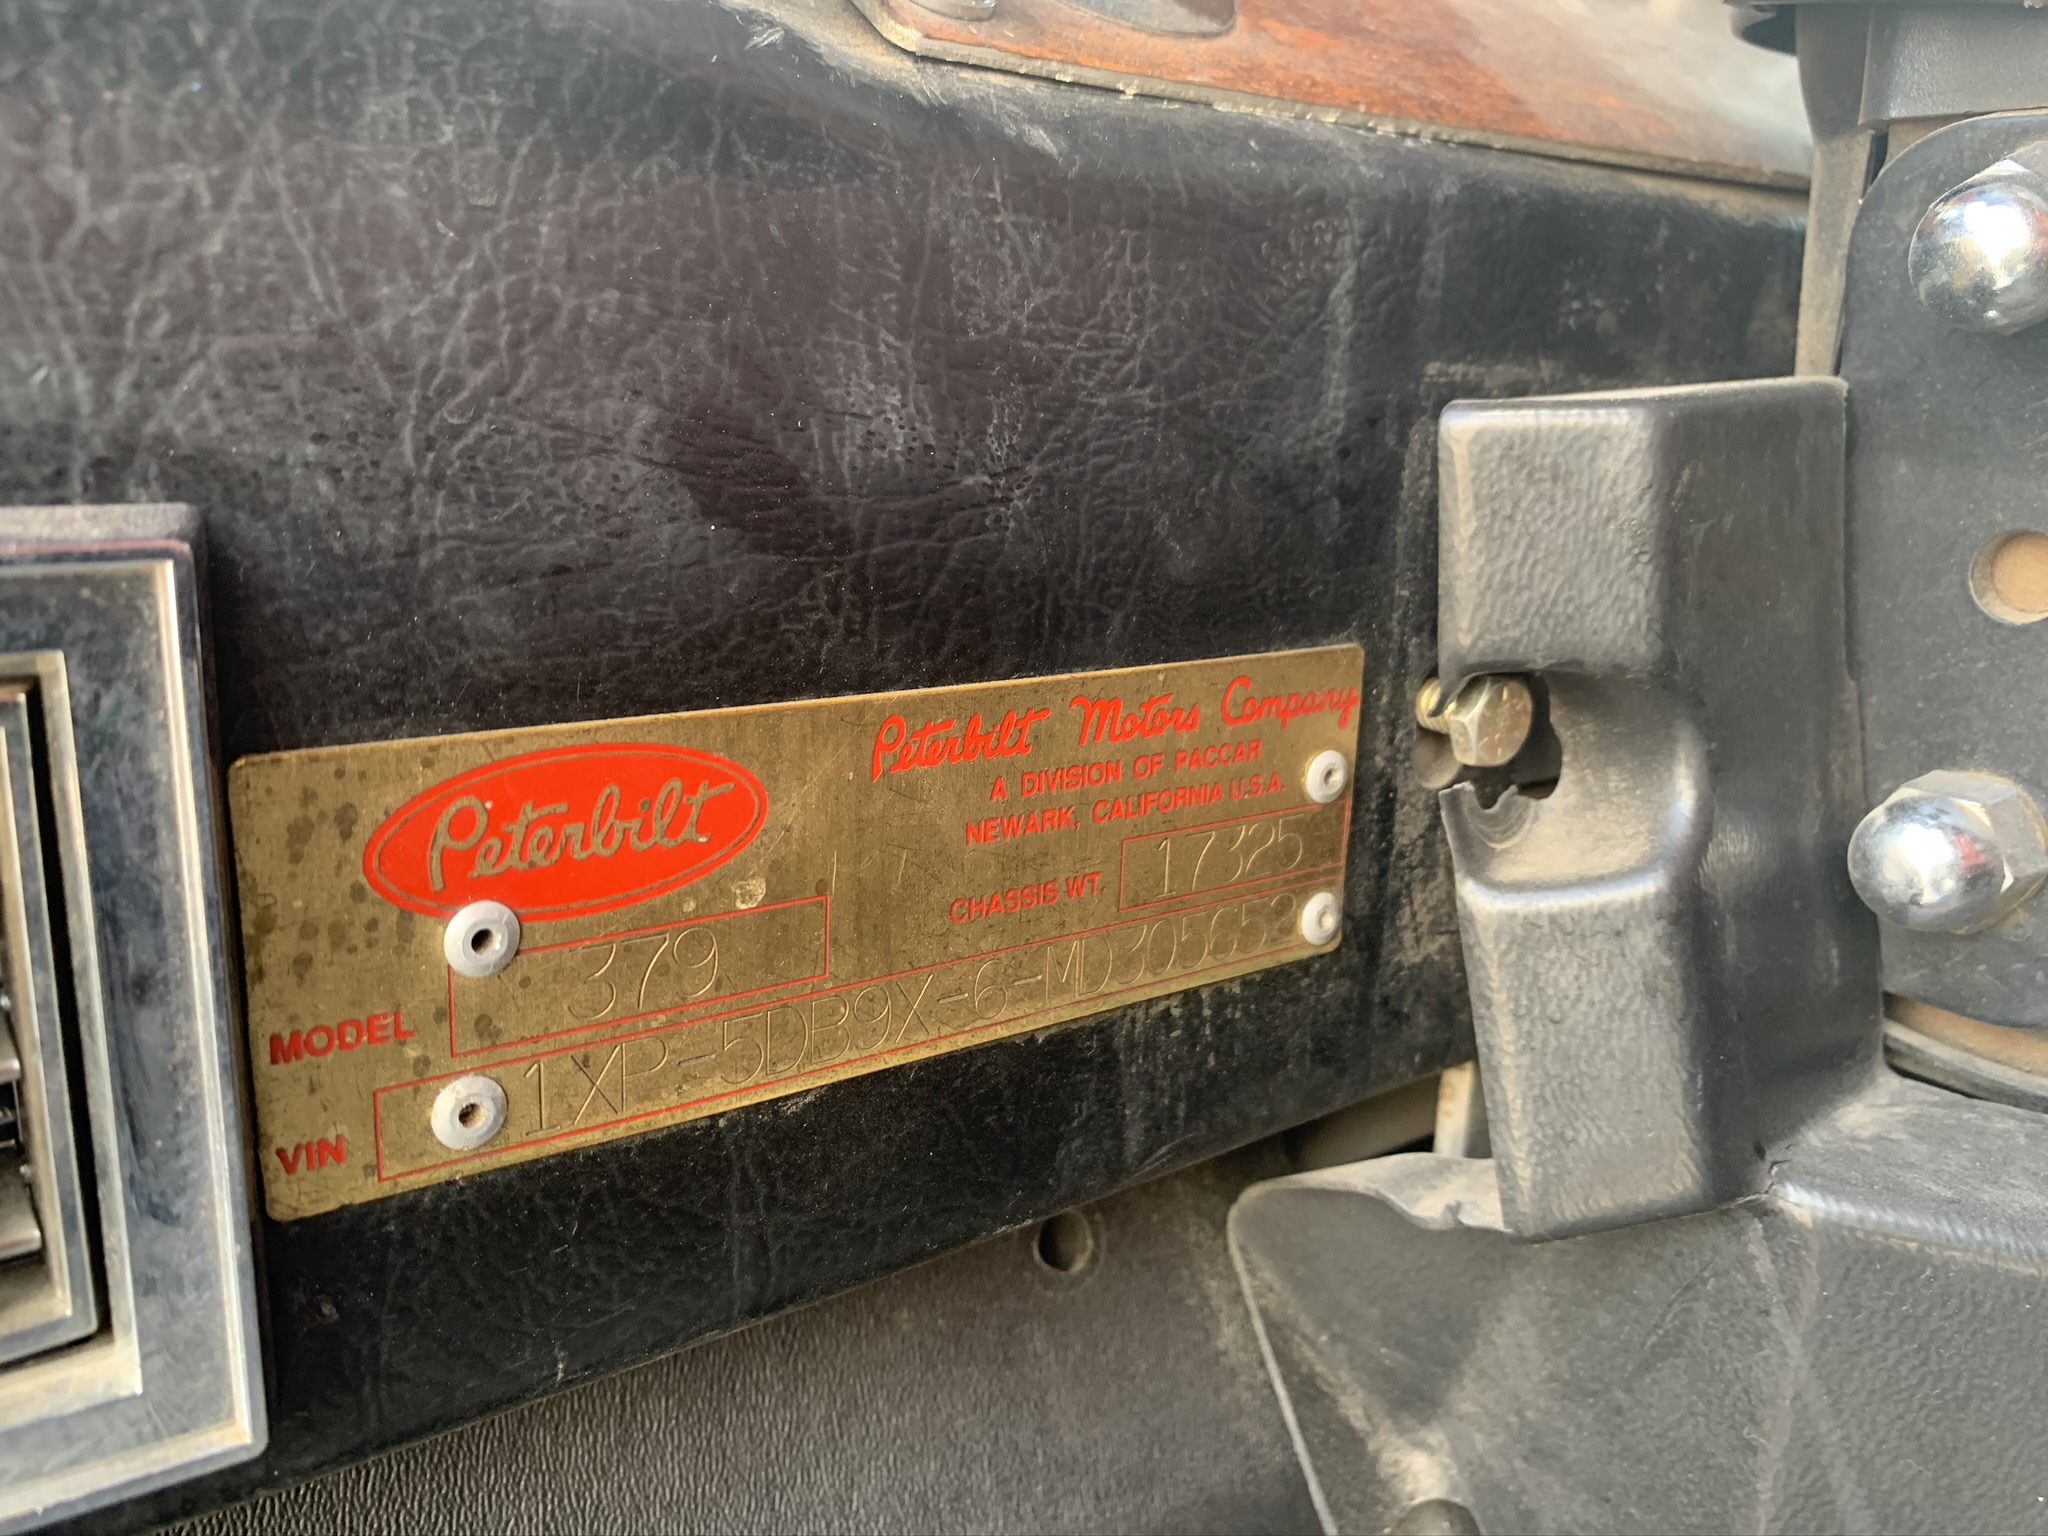 Peterbilt
Peterbilt Motors Company
A DIVISION OF PACCAR
NEWARK, CALIFORNIA U.S.A.
CHASSIS WT. 17325
MODEL 379
VIN 1XP-5DB9X-6-MD305652